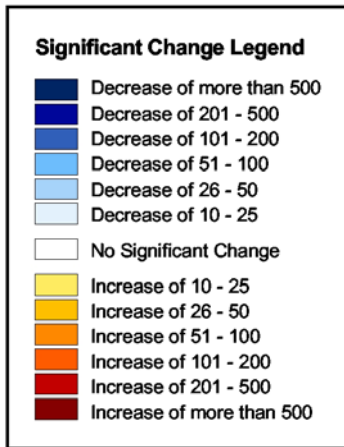 Significant Change Legend
Decrease of more than 500
Decrease of 201 - 500
Decrease of 101 - 200
Decrease of 51 - 100
Decrease of 26 - 50
Decrease of 10 - 25
No Significant Change
Increase of 10 - 25
Increase of 26 - 50
Increase of 51 - 100
Increase of 101 - 200
Increase of 201 - 500
Increase of more than 500